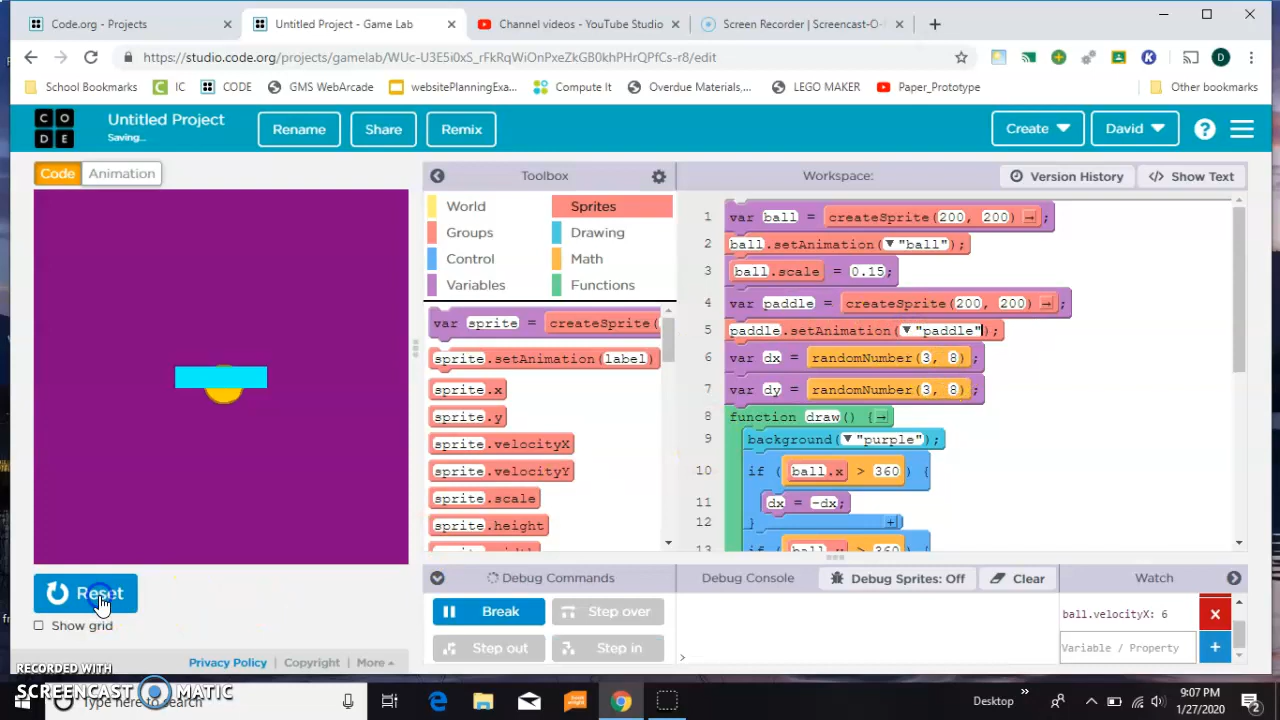 Code.org - Projects
Untitled Project - Game Lab
Channel videos - YouTube Studio
Screen Recorder | Screencast-O-
https://studio.code.org/projects/gamelab/WUc-U3E5i0xS_rFkRqWiOnPxeZkGB0khPHrQPfCs-r8/edit
D
School Bookmarks
IC
CODE
GMS WebArcade
websitePlanningExa...
Compute It
Overdue Materials,...
LEGO MAKER
Paper_Prototype
Other bookmarks
C O
D E
Untitled Project
Saving...
Rename
Share
Remix
Create
David
?
Code
Animation
Toolbox
Workspace:
Version History
</> Show Text
World
Sprites
Groups
Drawing
Control
Math
Variables
Functions
var sprite = createSprite(
sprite.setAnimation(label)
sprite.x
sprite.y
sprite.velocityX
sprite.velocityY
sprite.scale
sprite.height
1 var ball = createSprite(200, 200);
2 ball.setAnimation("ball");
3 ball.scale = 0.15;
4 var paddle = createSprite(200, 200);
5 paddle.setAnimation("paddle");
6 var dx = randomNumber(3, 8);
7 var dy = randomNumber(3, 8);
8 function draw() {
9 background("purple");
10 if (ball.x > 360) {
11 dx = -dx;
12 }
13 if (ball.y > 360) {
Reset
Show grid
Debug Commands
Debug Console
Debug Sprites: Off
Clear
Watch
Break
Step over
Step out
Step in
ball.velocityX: 6
Variable / Property
Privacy Policy
Copyright
More
RECORDED WITH
SCREENCAST MATIC
Type here to search
Desktop
9:07 PM
1/27/2020
2